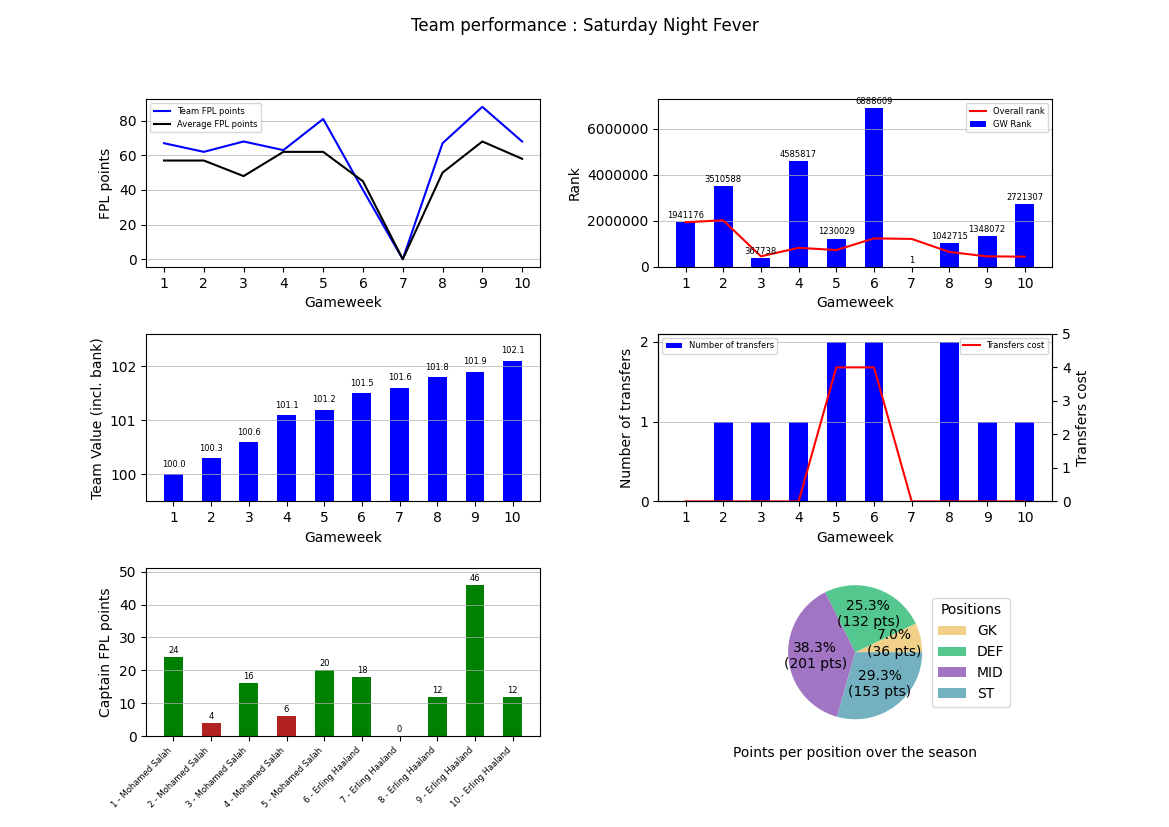 Team performance : Saturday Night Fever
Team FPL points
Average FPL points
80
60
40
20
0
FPL points
1 2 3 4 5 6 7 8 9 10
Gameweek
Overall rank
GW Rank
6000000
4000000
2000000
0
Rank
1941176
3510588
367738
4585817
1230029
6888609
1
1042715
1348072
2721307
1 2 3 4 5 6 7 8 9 10
Gameweek
102
101
100
Team Value (incl. bank)
100.0
100.3
100.6
101.1
101.2
101.5
101.6
101.8
101.9
102.1
1 2 3 4 5 6 7 8 9 10
Gameweek
Number of transfers
Transfers cost
2
1
0
Number of transfers
5
4
3
2
1
0
Transfers cost
1 2 3 4 5 6 7 8 9 10
Gameweek
50
40
30
20
10
0
Captain FPL points
24
4
16
6
20
18
0
12
46
12
1 - Mohamed Salah
2 - Mohamed Salah
3 - Mohamed Salah
4 - Mohamed Salah
5 - Mohamed Salah
6 - Erling Haaland
7 - Erling Haaland
8 - Erling Haaland
9 - Erling Haaland
10 - Erling Haaland
25.3%
(132 pts)
7.0%
(36 pts)
38.3%
(201 pts)
29.3%
(153 pts)
Positions
GK
DEF
MID
ST
Points per position over the season